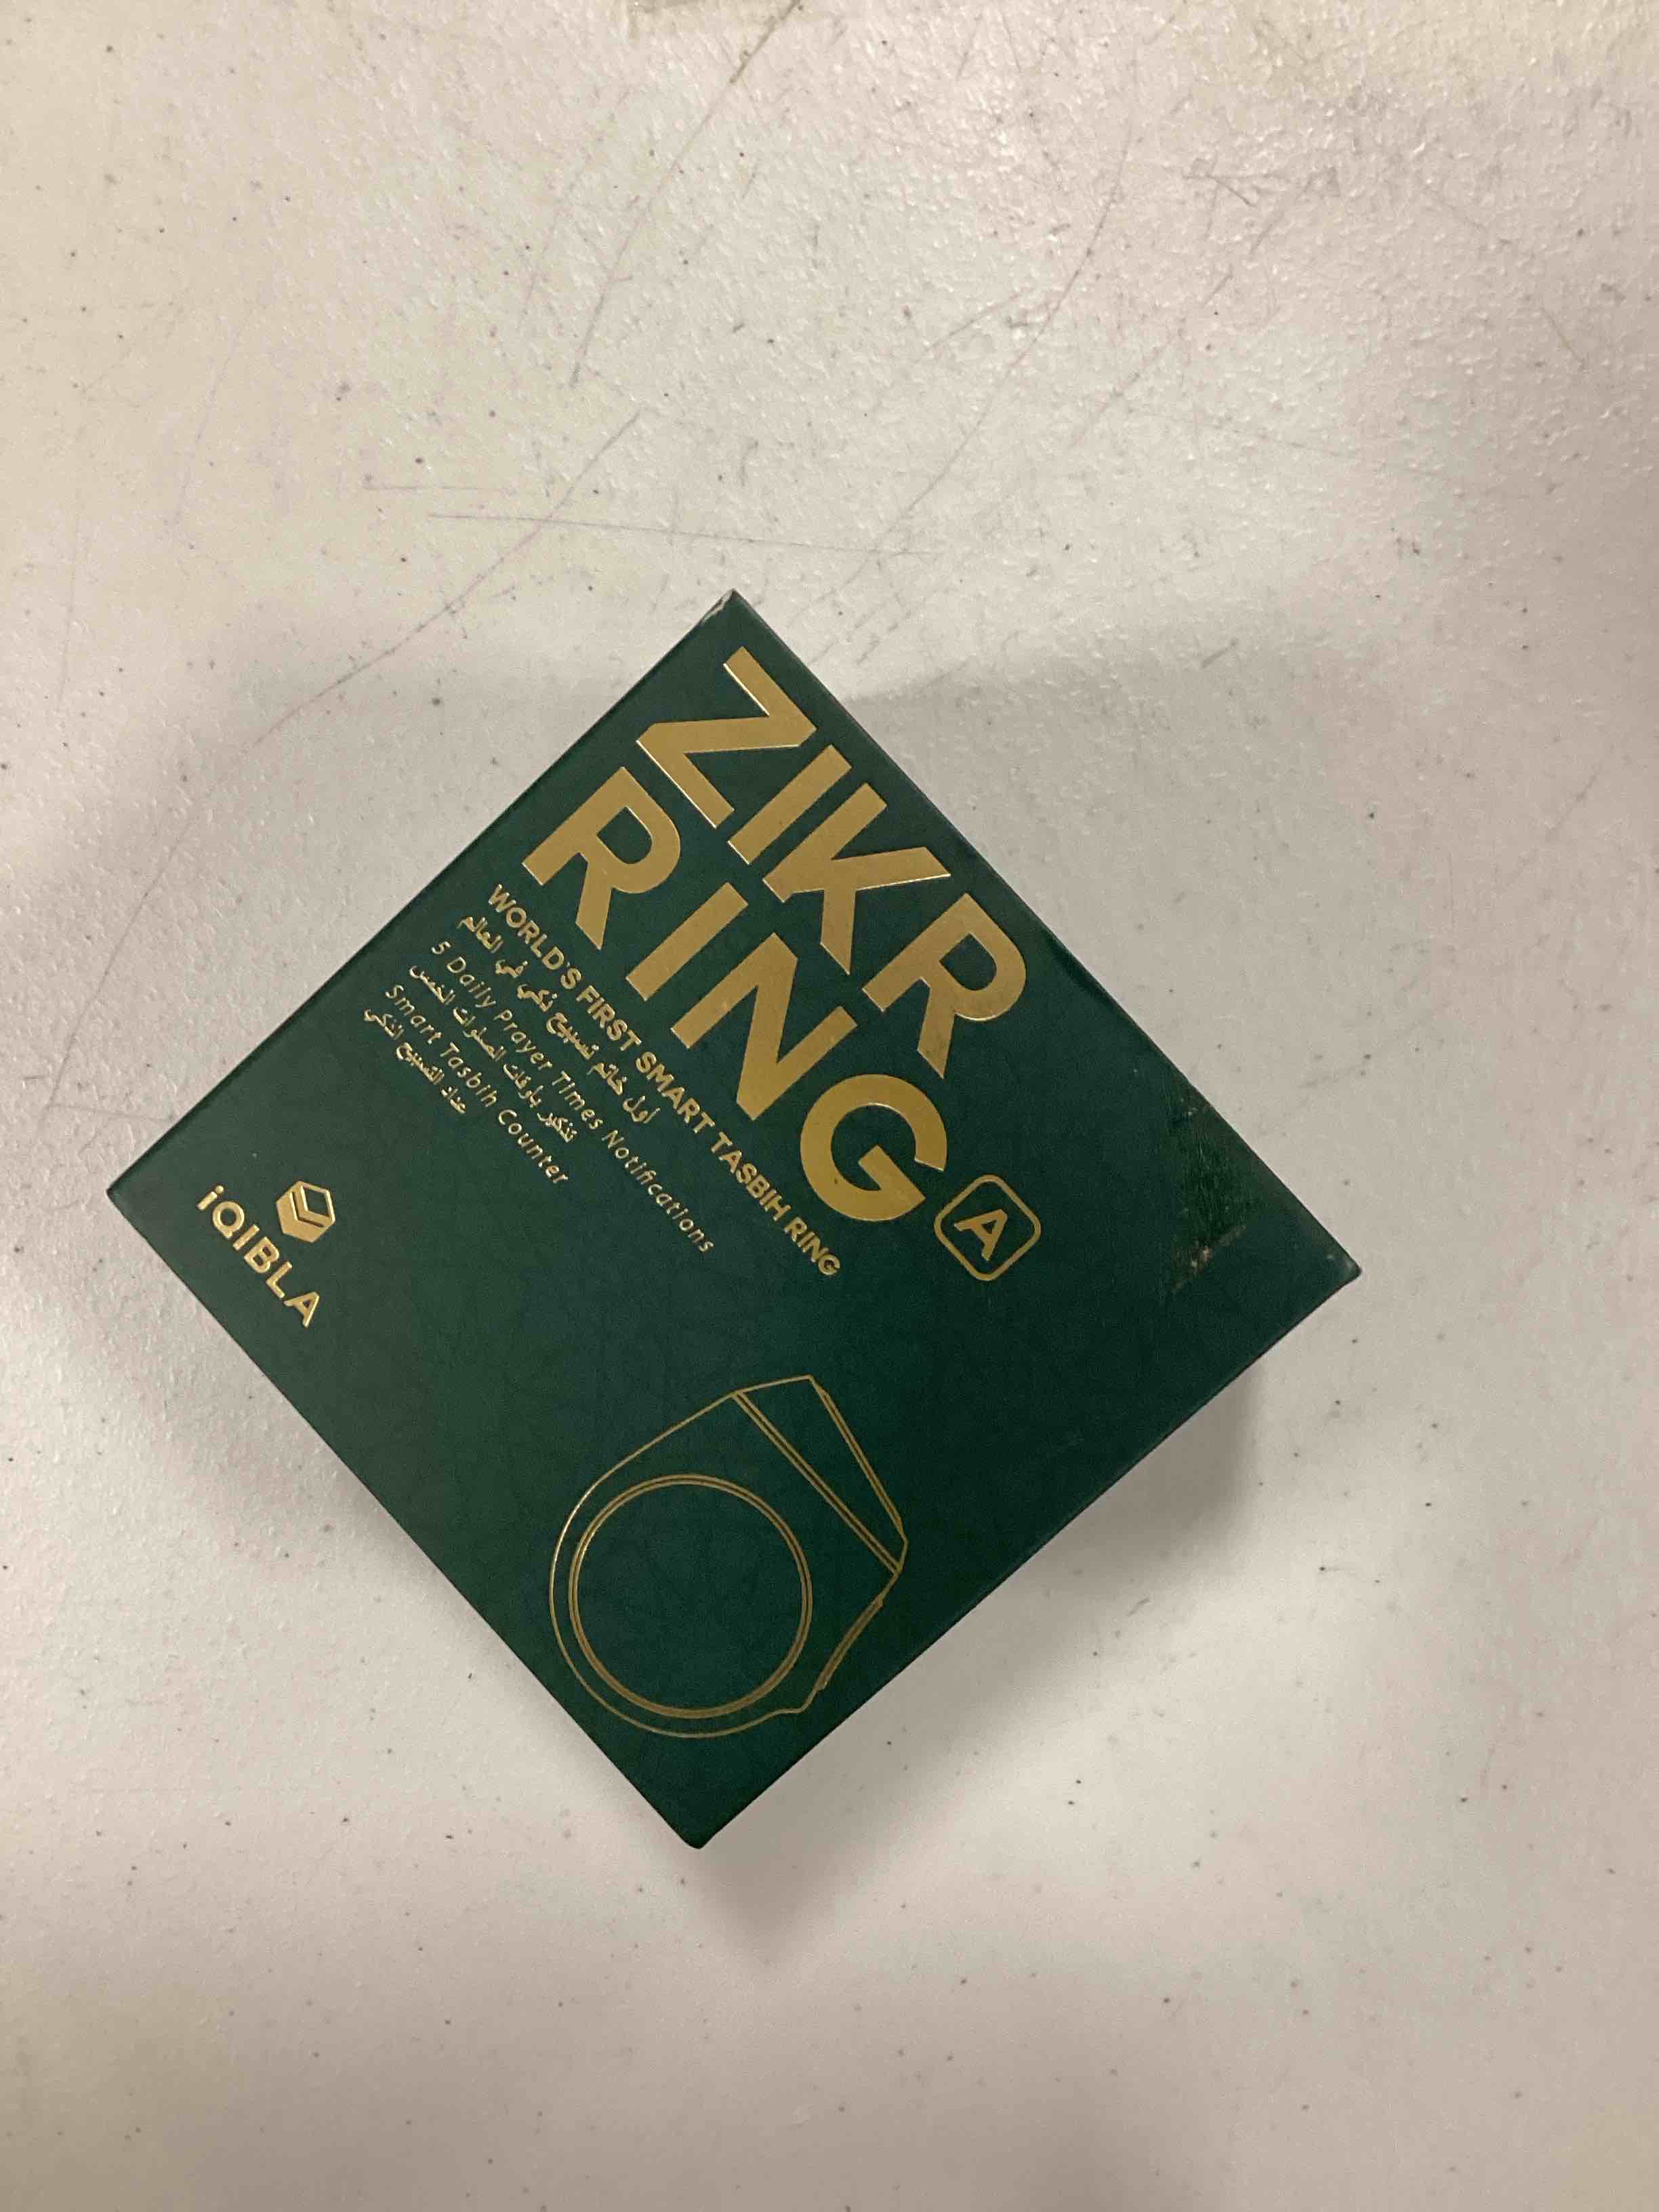 ZIKR
RING A
WORLD'S FIRST SMART TASBIH RING
أول خاتم تسبيح ذكي في العالم
5 Daily Prayer Times Notifications
تذكير بأوقات الصلوات الخمس
Smart Tasbih Counter
عداد التسبيح الذكي
iQIBLA